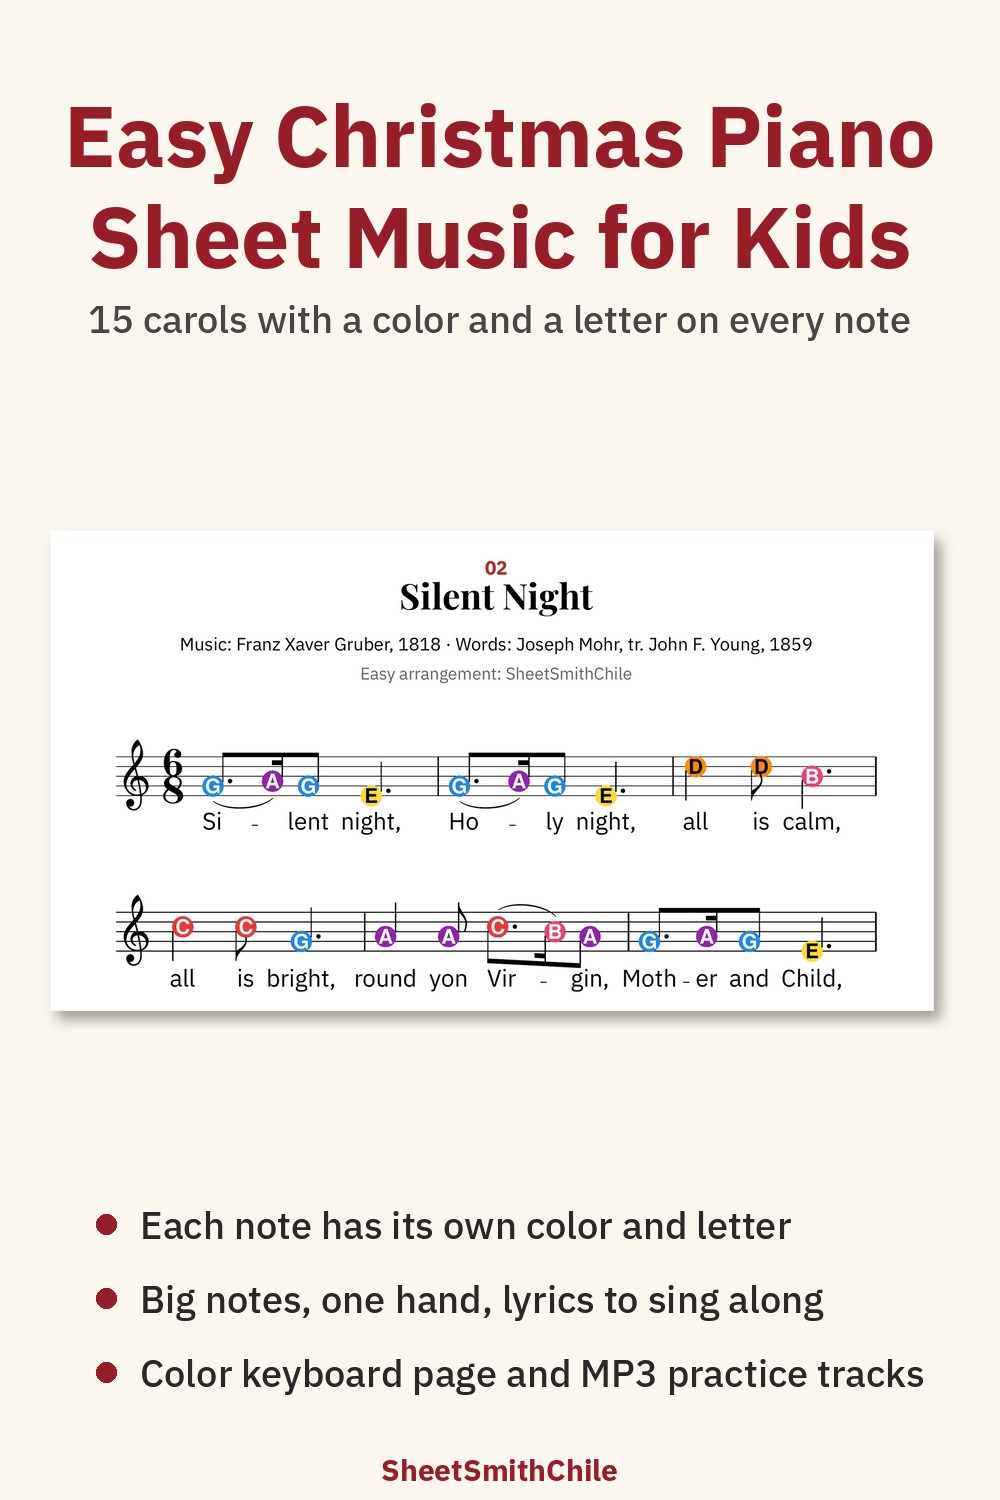 Easy Christmas Piano
Sheet Music for Kids
15 carols with a color and a letter on every note
02
Silent Night
Music: Franz Xaver Gruber, 1818 · Words: Joseph Mohr, tr. John F. Young, 1859
Easy arrangement: SheetSmithChile
6
8
G A G E G A G E D D B
Si - lent night, Ho - ly night, all is calm,
C C G A A C B A G A G E
all is bright, round yon Vir - gin, Moth - er and Child,
Each note has its own color and letter
Big notes, one hand, lyrics to sing along
Color keyboard page and MP3 practice tracks
SheetSmithChile